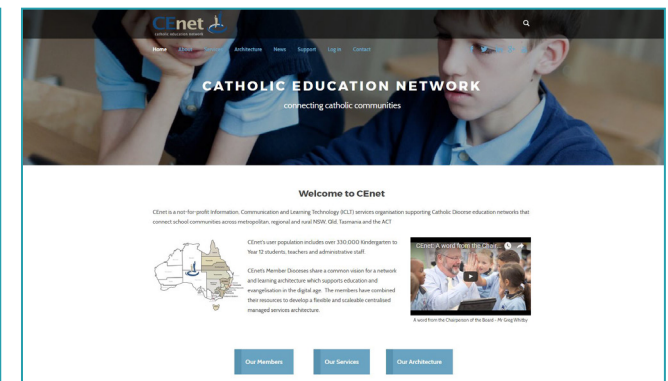 CEnet
CATHOLIC EDUCATION NETWORK
Home About Services Architecture News Support Log in Contact
CATHOLIC EDUCATION NETWORK
connecting catholic communities
Welcome to CEnet
CEnet is a not-for-profit Information, Communication and Learning Technology (ICLT) services organisation supporting Catholic Diocese education networks that
connect school communities across metropolitan, regional and rural NSW, Qld, Tasmania and the ACT
CEnet's user population includes over 330,000 Kindergarten to
Year 12 students, teachers and administrative staff.
CEnet's Member Dioceses share a common vision for a network
and learning architecture which supports education and
evangelisation in the digital age. The members have combined
their resources to develop a flexible and scaleable centralised
managed services architecture.
CEnet: A word from the Chair...
A word from the Chairperson of the Board - Mr Greg Whitby
Our Members
Our Services
Our Architecture